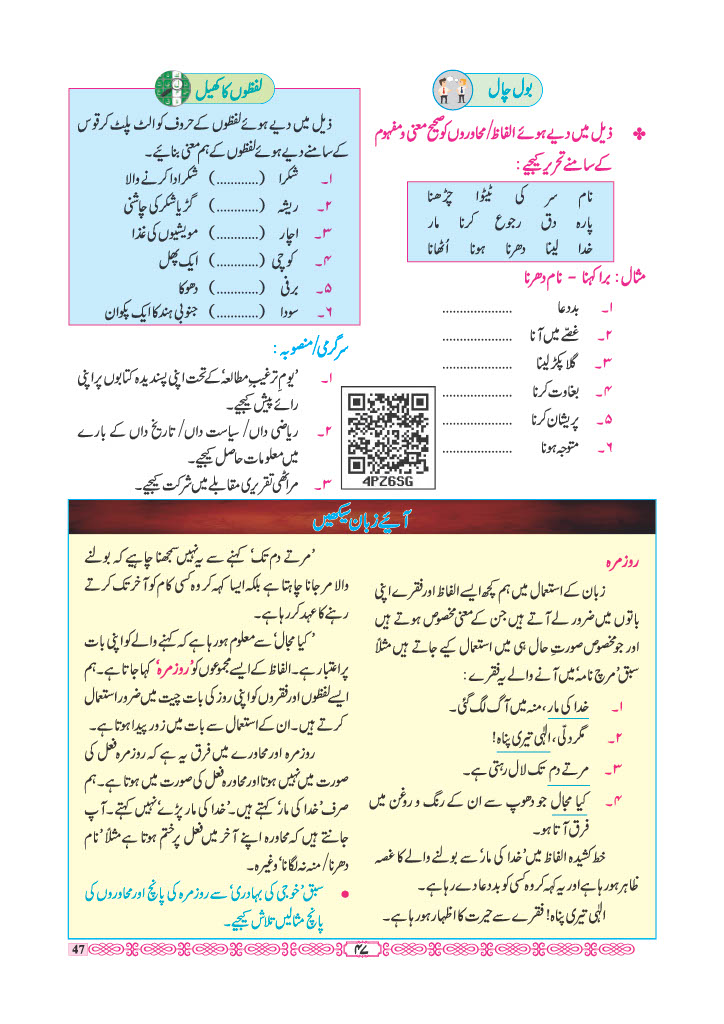 بول چال
ذیل میں دیے ہوئے الفاظ/محاوروں کو صحیح معنی و مفہوم
کے سامنے تحریر کیجیے :
نام سر کی ٹیٹوا چڑھنا
پارہ دق رجوع کرنا مار
خدا لینا دھرنا ہونا اُٹھانا
مثال : برا کہنا - نام دھرنا
۱۔ بددعا ....................
۲۔ غصّے میں آنا ....................
۳۔ گلا پکڑ لینا ....................
۴۔ بغاوت کرنا ....................
۵۔ پریشان کرنا ....................
۶۔ متوجہ ہونا ....................
لفظوں کا کھیل
ذیل میں دیے ہوئے لفظوں کے حروف کو الٹ پلٹ کر قوس
کے سامنے دیے ہوئے لفظوں کے ہم معنی بنائیے۔
۱۔ شکرا (............) شکر ادا کرنے والا
۲۔ ریشہ (............) گڑ یا شکر کی چاشنی
۳۔ اچار (............) مویشیوں کی غذا
۴۔ کوچی (............) ایک پھل
۵۔ برفی (............) دھوکا
۶۔ سودا (............) جنوبی ہند کا ایک پکوان
سرگرمی/منصوبہ :
۱۔ ’یومِ ترغیبِ مطالعہ‘ کے تحت اپنی پسندیدہ کتابوں پر اپنی
رائے پیش کیجیے۔
۲۔ ریاضی داں/سیاست داں/تاریخ داں کے بارے
میں معلومات حاصل کیجیے۔
۳۔ مراٹھی تقریری مقابلے میں شرکت کیجیے۔
4PZ6SG
آئیے زبان سیکھیں
روزمرہ
زبان کے استعمال میں ہم کچھ ایسے الفاظ اور فقرے اپنی
باتوں میں ضرور لے آتے ہیں جن کے معنی مخصوص ہوتے ہیں
اور جو مخصوص صورتِ حال ہی میں استعمال کیے جاتے ہیں مثلاً
سبق ’مرچ نامہ‘ میں آنے والے یہ فقرے :
۱۔ خدا کی مار، منہ میں آگ لگ گئی۔
۲۔ مگر دِلّی، الٰہی تیری پناہ!
۳۔ مرتے دم تک لال رہتی ہے۔
۴۔ کیا مجال جو دھوپ سے ان کے رنگ و روغن میں
فرق آتا ہو۔
خط کشیدہ الفاظ میں ’خدا کی مار‘ سے بولنے والے کا غصہ
ظاہر ہو رہا ہے اور یہ کہہ کر وہ کسی کو بددعا دے رہا ہے۔
الٰہی تیری پناہ! فقرے سے حیرت کا اظہار ہو رہا ہے۔
’مرتے دم تک‘ کہنے سے یہ نہیں سمجھنا چاہیے کہ بولنے
والا مر جانا چاہتا ہے بلکہ ایسا کہہ کر وہ کسی کام کو آخر تک کرتے
رہنے کا عہد کر رہا ہے۔
’کیا مجال‘ سے معلوم ہو رہا ہے کہ کہنے والے کو اپنی بات
پر اعتبار ہے۔ الفاظ کے ایسے مجموعوں کو ’روزمرہ‘ کہا جاتا ہے۔ ہم
ایسے لفظوں اور فقروں کو اپنی روز کی بات چیت میں ضرور استعمال
کرتے ہیں۔ ان کے استعمال سے بات میں زور پیدا ہوتا ہے۔
روزمرہ اور محاورے میں فرق یہ ہے کہ روزمرہ فعل کی
صورت میں نہیں ہوتا اور محاورہ فعل کی صورت میں ہوتا ہے۔ ہم
صرف ’خدا کی مار‘ کہتے ہیں۔ ’خدا کی مار پڑے‘ نہیں کہتے۔ آپ
جانتے ہیں کہ محاورہ اپنے آخر میں فعل پر ختم ہوتا ہے مثلاً ’نام
دھرنا/منہ نہ لگانا‘ وغیرہ۔
● سبق ’خوجی کی بہادری‘ سے روزمرہ کی پانچ اور محاوروں کی
پانچ مثالیں تلاش کیجیے۔
۴۷
47